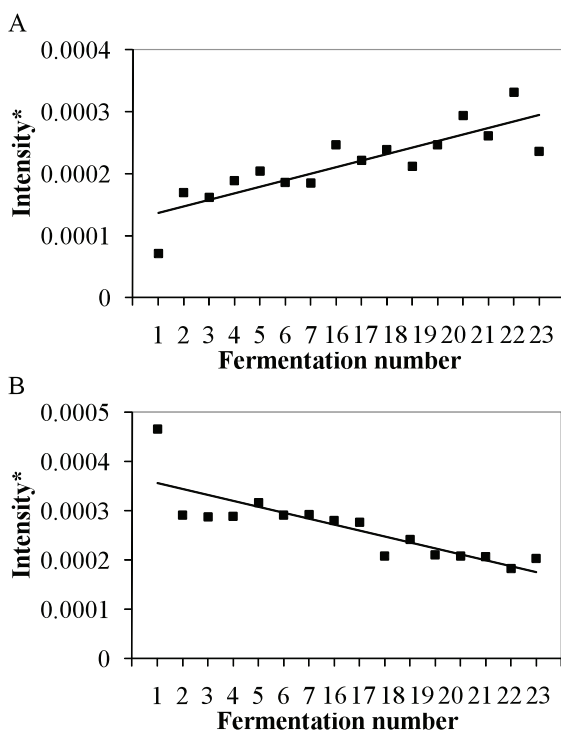 A
0.0004
0.0003
0.0002
0.0001
0
Intensity*
1 2 3 4 5 6 7 16 17 18 19 20 21 22 23
Fermentation number
B
0.0005
0.0004
0.0003
0.0002
0.0001
0
Intensity*
1 2 3 4 5 6 7 16 17 18 19 20 21 22 23
Fermentation number